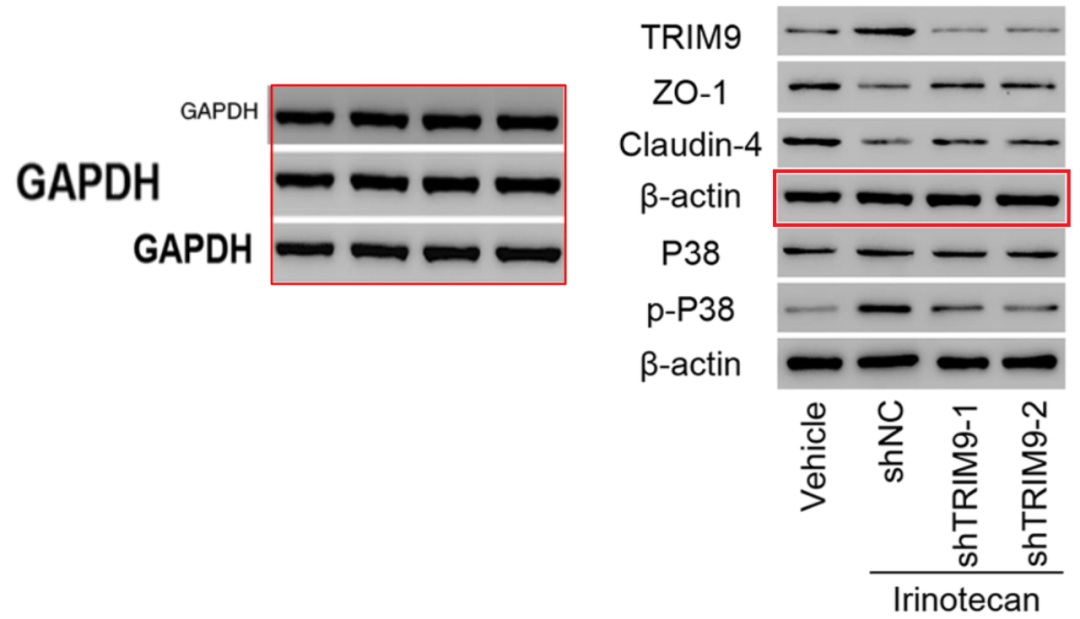 GAPDH
GAPDH
GAPDH
TRIM9
ZO-1
Claudin-4
β-actin
P38
p-P38
β-actin
Vehicle
shNC
shTRIM9-1
shTRIM9-2
Irinotecan